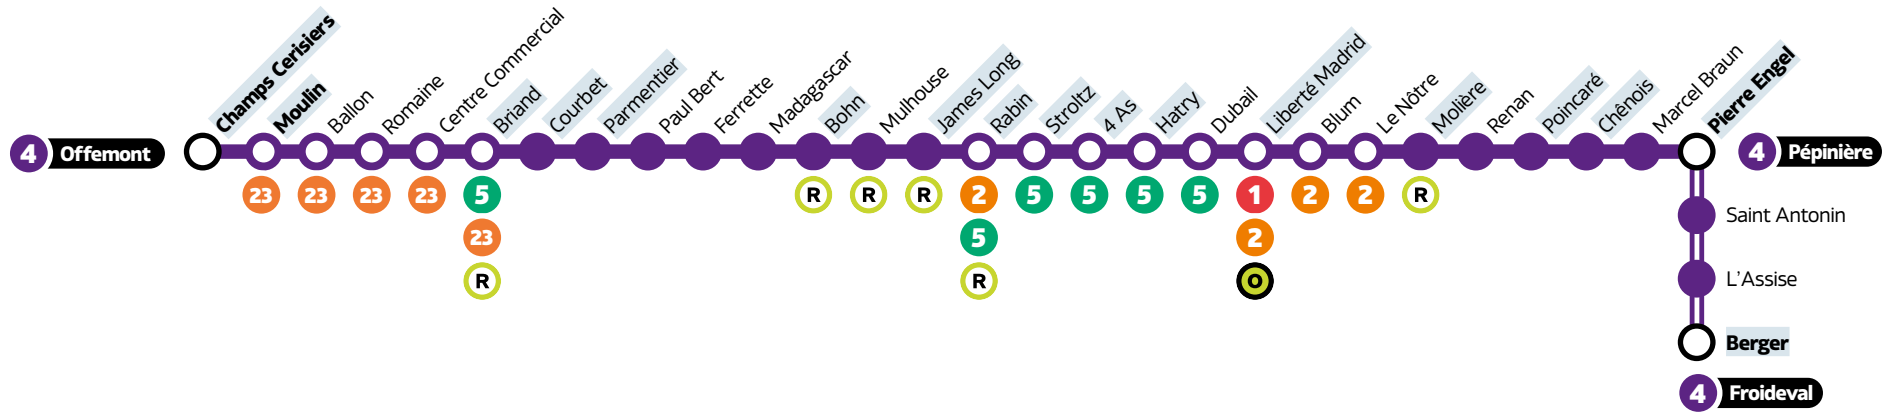 Champs Cerisiers
Moulin
Ballon
Romaine
Centre Commercial
Briand
Courbet
Parmentier
Paul Bert
Ferrette
Madagascar
Bohn
Mulhouse
James Long
Rabin
Stroltz
4 As
Hatry
Dubail
Liberté Madrid
Blum
Le Nôtre
Molière
Renan
Poincaré
Chênois
Marcel Braun
Pierre Engel
4 Offemont
4 Pépinière
23 23 23 23 5 R R R 2 5 5 5 5 1 2 2 R
23 5 2
R R O
Saint Antonin
L'Assise
Berger
4 Froideval